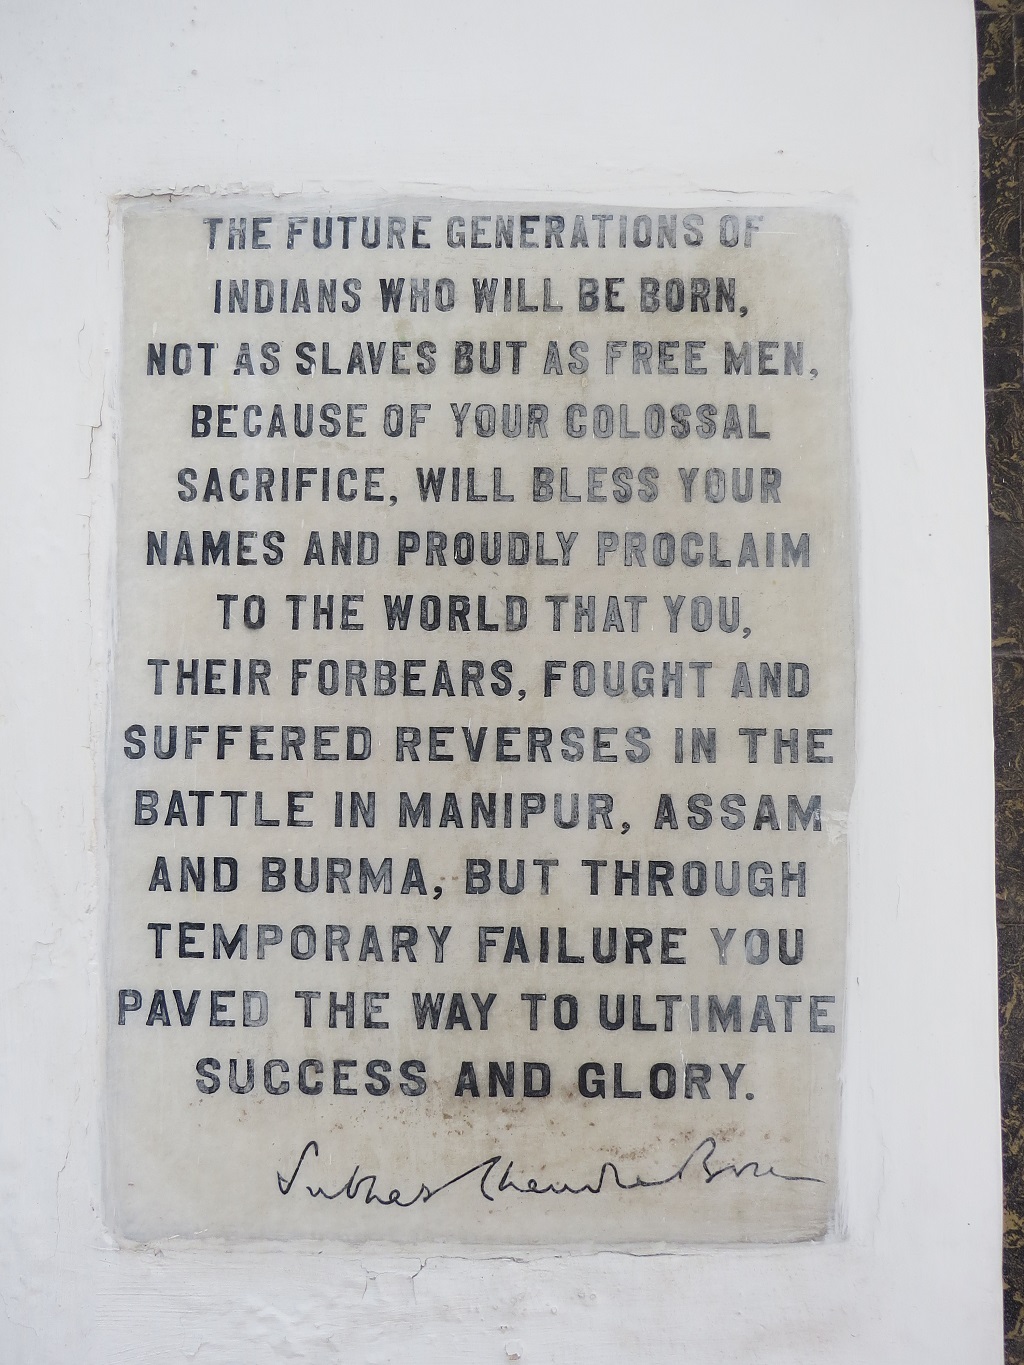 THE FUTURE GENERATIONS OF
INDIANS WHO WILL BE BORN,
NOT AS SLAVES BUT AS FREE MEN,
BECAUSE OF YOUR COLOSSAL
SACRIFICE, WILL BLESS YOUR
NAMES AND PROUDLY PROCLAIM
TO THE WORLD THAT YOU,
THEIR FORBEARS, FOUGHT AND
SUFFERED REVERSES IN THE
BATTLE IN MANIPUR, ASSAM
AND BURMA, BUT THROUGH
TEMPORARY FAILURE YOU
PAVED THE WAY TO ULTIMATE
SUCCESS AND GLORY.
Subhas Chandra Bose